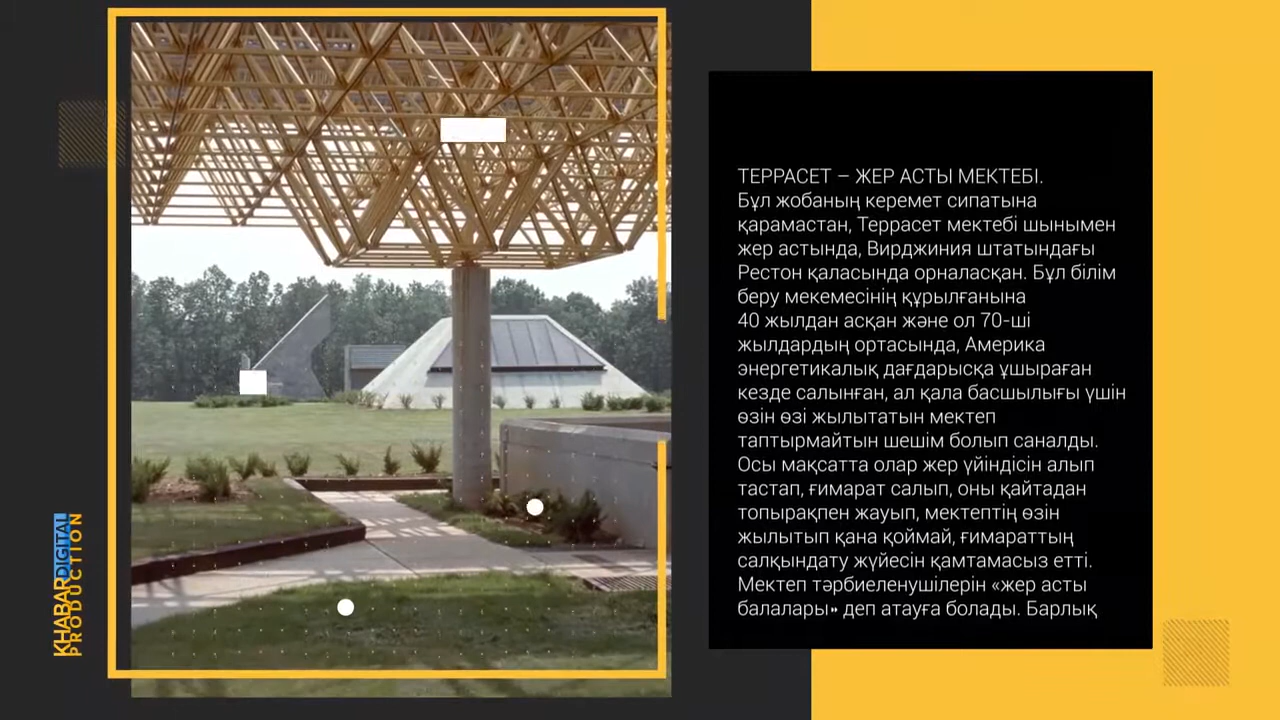 ТЕРРАСЕТ – ЖЕР АСТЫ МЕКТЕБІ.
Бұл жобаның керемет сипатына
қарамастан, Террасет мектебі шынымен
жер астында, Вирджиния штатындағы
Рестон қаласында орналасқан. Бұл білім
беру мекемесінің құрылғанына
40 жылдан асқан және ол 70-ші
жылдардың ортасында, Америка
энергетикалық дағдарысқа ұшыраған
кезде салынған, ал қала басшылығы үшін
өзін өзі жылытатын мектеп
таптырмайтын шешім болып саналды.
Осы мақсатта олар жер үйіндісін алып
тастап, ғимарат салып, оны қайтадан
топырақпен жауып, мектептің өзін
жылытып қана қоймай, ғимараттың
салқындату жүйесін қамтамасыз етті.
Мектеп тәрбиеленушілерін «жер асты
балалары» деп атауға болады. Барлық
KHABAR DIGITAL
PRODUCTION